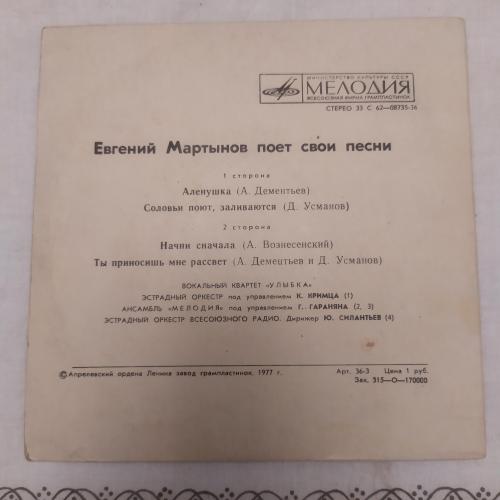 МИНИСТЕРСТВО КУЛЬТУРЫ СССР
МЕЛОДИЯ
ВСЕСОЮЗНАЯ ФИРМА ГРАМПЛАСТИНОК
СТЕРЕО 33 С 62—08735-36
Евгений Мартынов поет свои песни
1 сторона
Аленушка (А. Дементьев)
Соловьи поют, заливаются (Д. Усманов)
2 сторона
Начни сначала (А. Вознесенский)
Ты приносишь мне рассвет (А. Дементьев и Д. Усманов)
ВОКАЛЬНЫЙ КВАРТЕТ «УЛЫБКА»
ЭСТРАДНЫЙ ОРКЕСТР под управлением К. КРИМЦА (1)
АНСАМБЛЬ «МЕЛОДИЯ» под управлением Г. ГАРАНЯНА (2, 3)
ЭСТРАДНЫЙ ОРКЕСТР ВСЕСОЮЗНОГО РАДИО. Дирижер Ю. СИЛАНТЬЕВ (4)
© Апрелевский ордена Ленина завод грампластинок, 1977 г.
Арт. 36-3 Цена 1 руб.
Зак. 315—О—170000